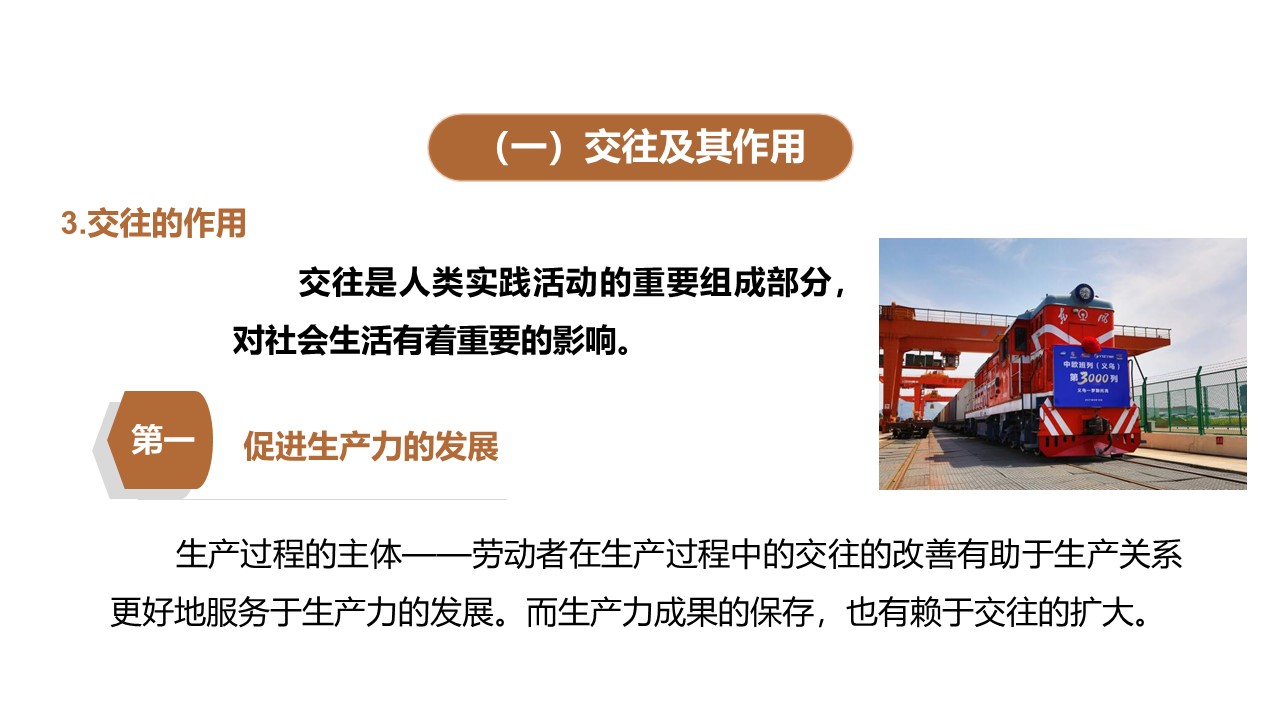 （一）交往及其作用
3.交往的作用
交往是人类实践活动的重要组成部分，
对社会生活有着重要的影响。
中欧班列（义乌）
第3000列
第一
促进生产力的发展
生产过程的主体——劳动者在生产过程中的交往的改善有助于生产关系
更好地服务于生产力的发展。而生产力成果的保存，也有赖于交往的扩大。